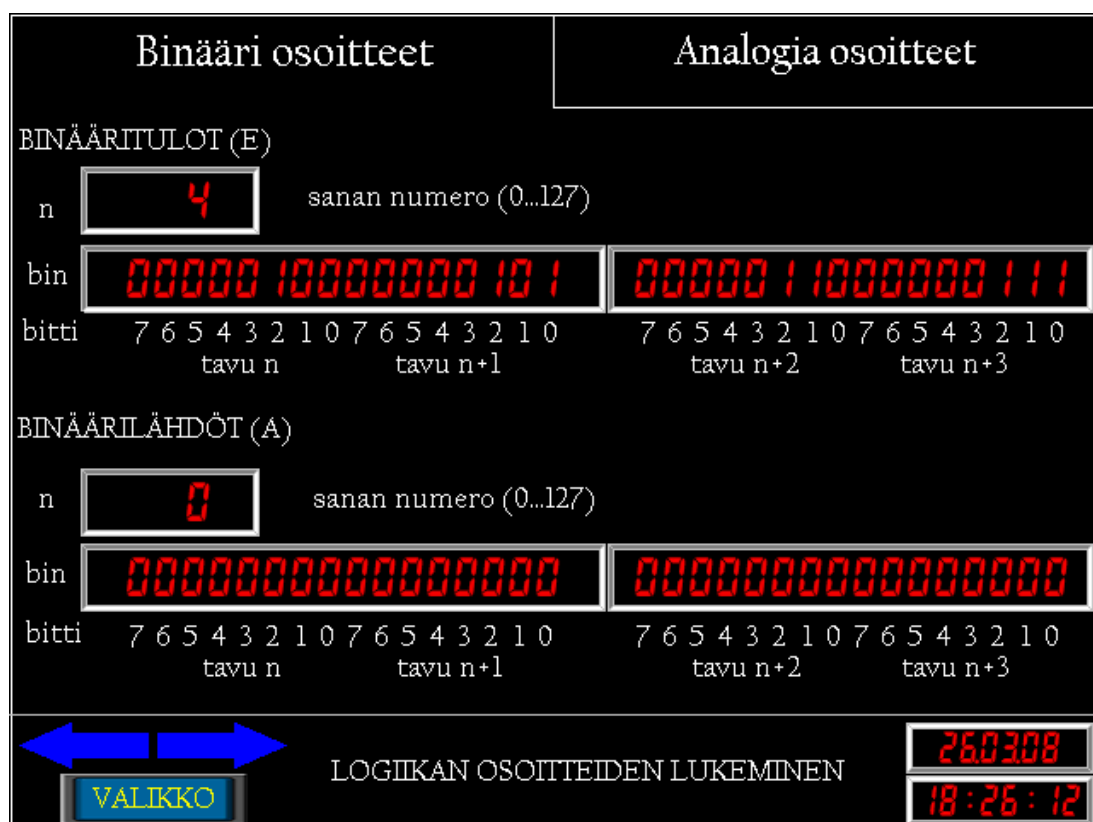 Binääri osoitteet
Analogia osoitteet
BINÄÄRITULOT (E)
n 4 sanan numero (0...127)
bin 0000010000000101 0000011000000111
bitti 7 6 5 4 3 2 1 0 7 6 5 4 3 2 1 0 7 6 5 4 3 2 1 0 7 6 5 4 3 2 1 0
tavu n tavu n+1 tavu n+2 tavu n+3
BINÄÄRILÄHDÖT (A)
n 0 sanan numero (0...127)
bin 0000000000000000 0000000000000000
bitti 7 6 5 4 3 2 1 0 7 6 5 4 3 2 1 0 7 6 5 4 3 2 1 0 7 6 5 4 3 2 1 0
tavu n tavu n+1 tavu n+2 tavu n+3
LOGIIKAN OSOITTEIDEN LUKEMINEN
26.03.08
VALIKKO
18:26:12